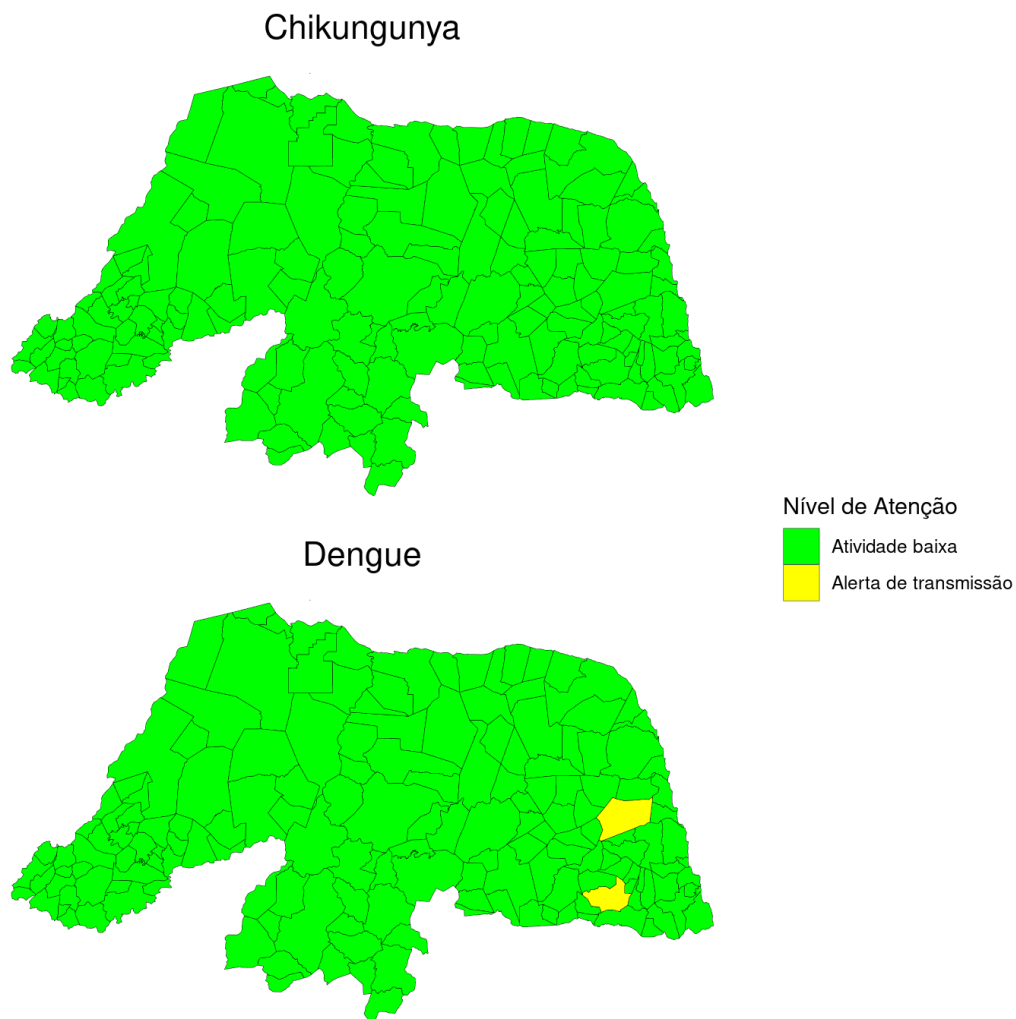 Chikungunya
Nível de Atenção
Atividade baixa
Alerta de transmissão
Dengue